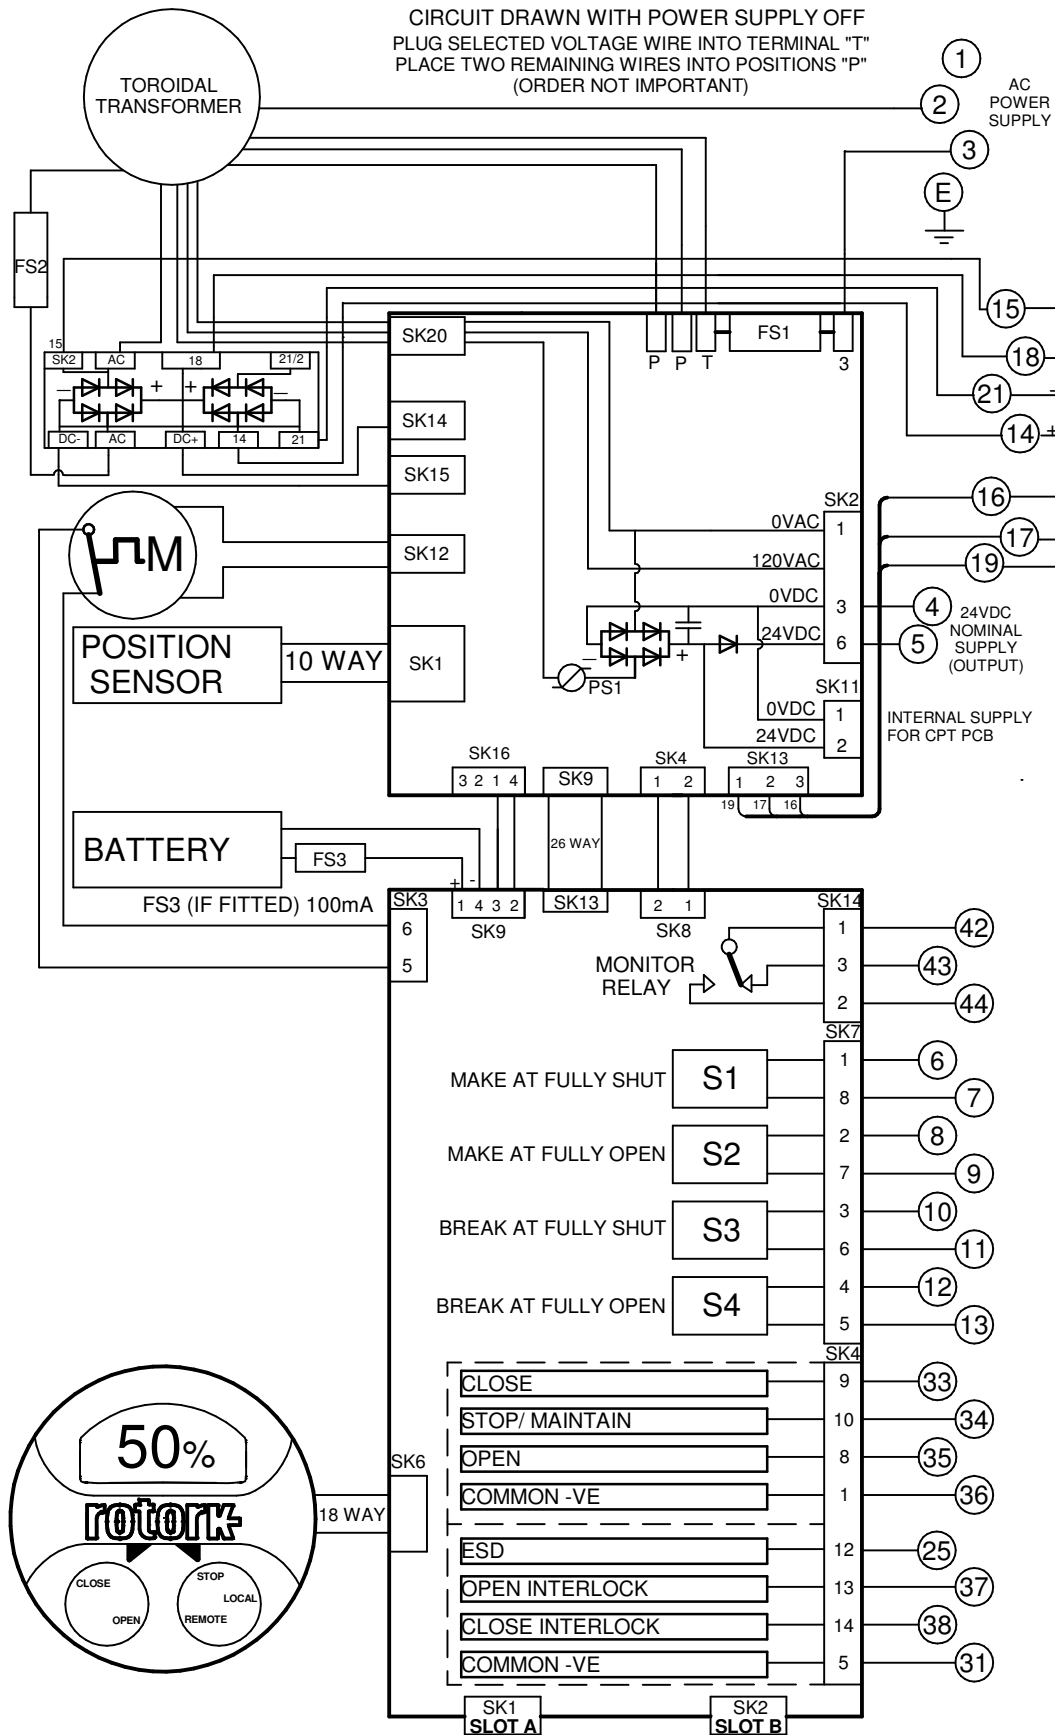 CIRCUIT DRAWN WITH POWER SUPPLY OFF
PLUG SELECTED VOLTAGE WIRE INTO TERMINAL "T"
PLACE TWO REMAINING WIRES INTO POSITIONS "P"
(ORDER NOT IMPORTANT)
TOROIDAL
TRANSFORMER
1
2
AC
POWER
SUPPLY
3
E
FS2
15
18
21
-
14
+
15
SK2
AC
18
21/2
–
+
+
–
DC-
AC
DC+
14
21
SK20
P
P
T
FS1
3
SK14
SK15
SK12
M
SK2
0VAC
1
120VAC
0VDC
3
24VDC
6
16
17
19
4
5
24VDC
NOMINAL
SUPPLY
(OUTPUT)
–
+
PS1
POSITION
SENSOR
10 WAY
SK1
SK11
0VDC
1
24VDC
2
INTERNAL SUPPLY
FOR CPT PCB
SK16
3 2 1 4
SK9
SK4
1 2
SK13
1 2 3
19 17 16
BATTERY
FS3
26 WAY
FS3 (IF FITTED) 100mA
+ -
SK3
6
5
1 4 3 2
SK9
SK13
2 1
SK8
SK14
1
42
MONITOR
RELAY
3
43
2
44
SK7
MAKE AT FULLY SHUT
S1
1
6
8
7
MAKE AT FULLY OPEN
S2
2
8
7
9
BREAK AT FULLY SHUT
S3
3
10
6
11
BREAK AT FULLY OPEN
S4
4
12
5
13
SK4
CLOSE
9
33
STOP/ MAINTAIN
10
34
OPEN
8
35
COMMON -VE
1
36
ESD
12
25
OPEN INTERLOCK
13
37
CLOSE INTERLOCK
14
38
COMMON -VE
5
31
50%
rotork
CLOSE
OPEN
STOP
LOCAL
REMOTE
18 WAY
SK6
SK1
SLOT A
SK2
SLOT B